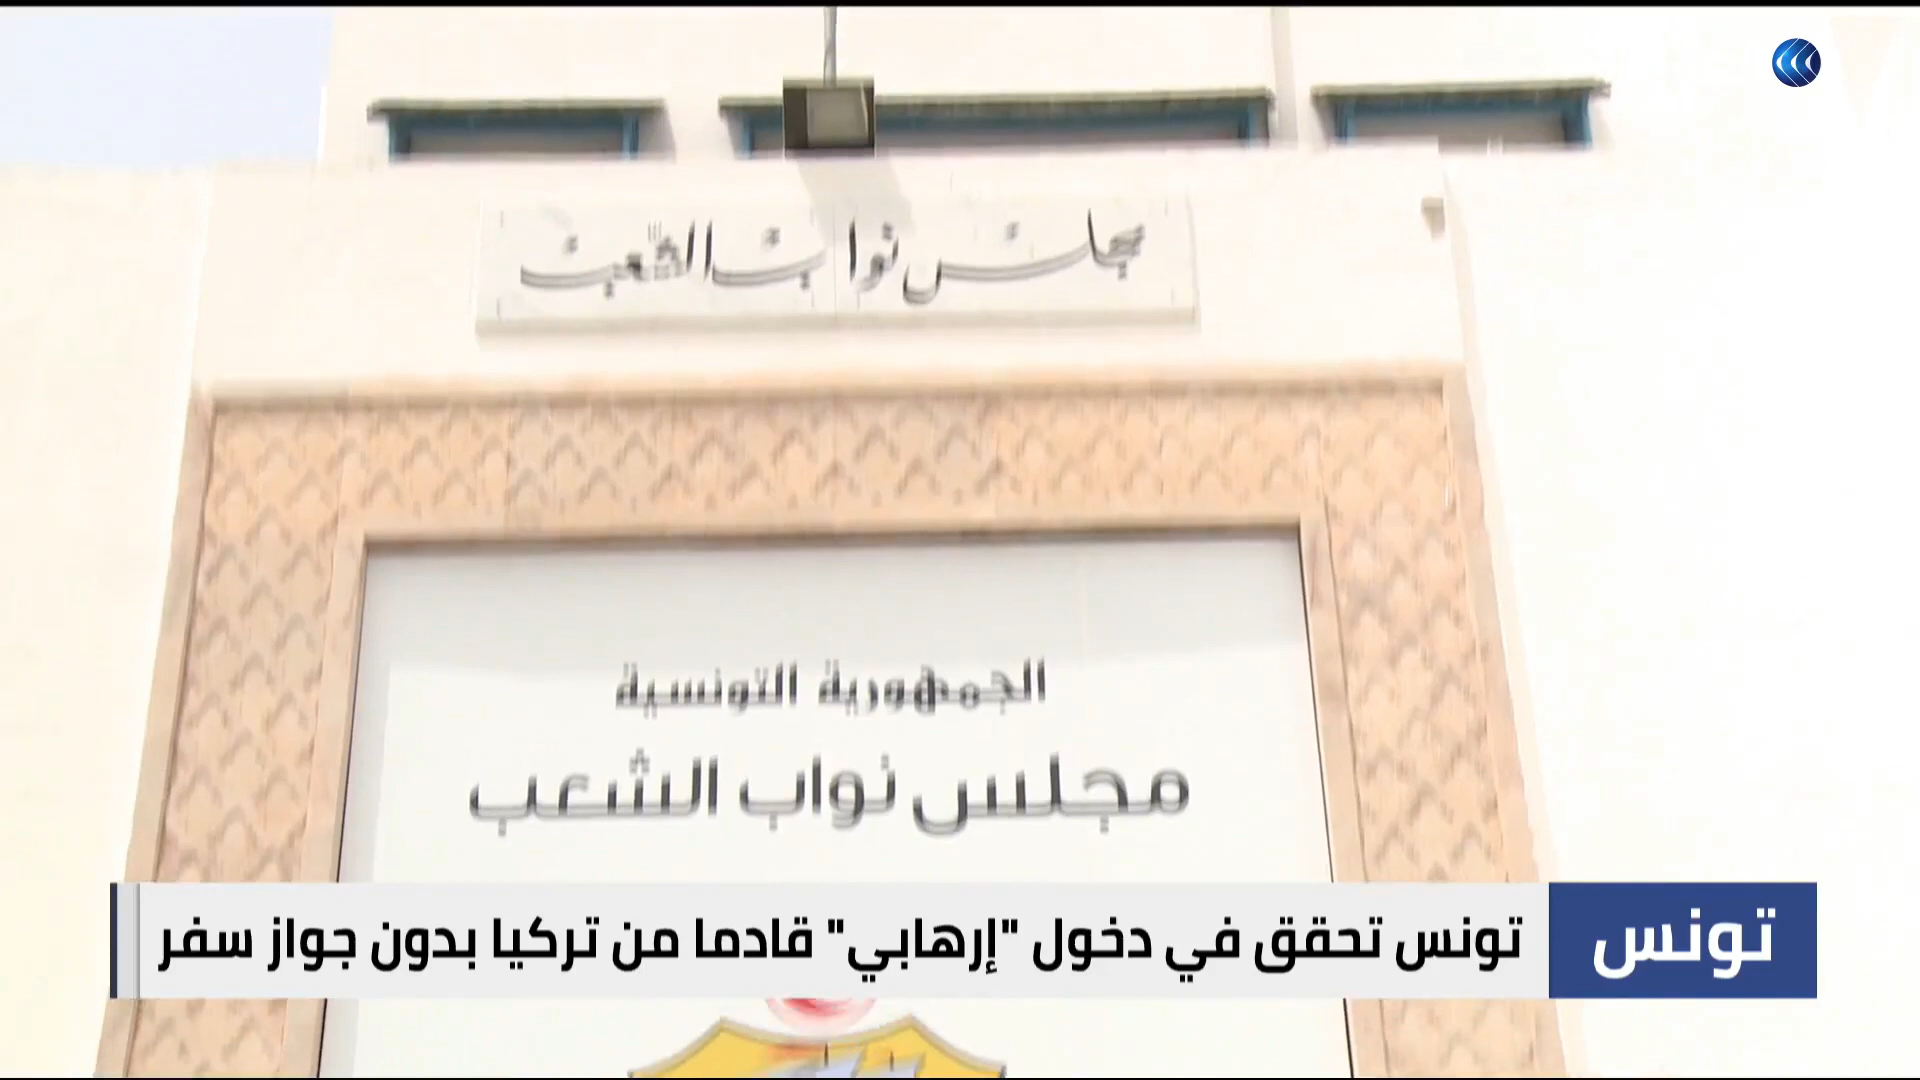 مجلس نواب الشعب
الجمهورية التونسية
مجلس نواب الشعب
تونس
تونس تحقق في دخول "إرهابي" قادما من تركيا بدون جواز سفر